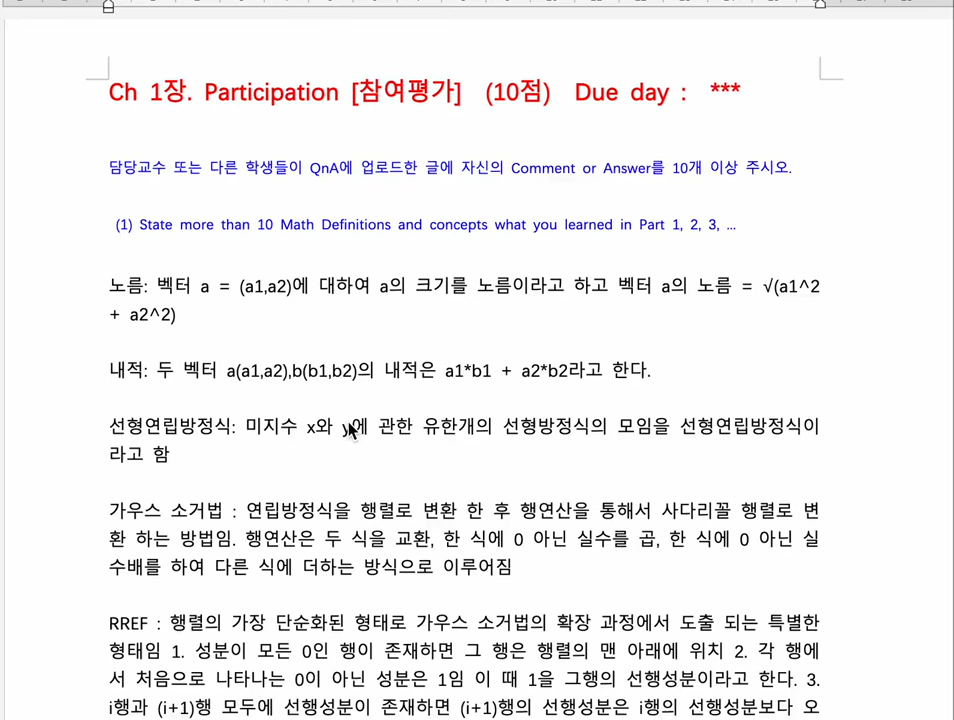 Ch 1장. Participation [참여평가] (10점) Due day : ***
담당교수 또는 다른 학생들이 QnA에 업로드한 글에 자신의 Comment or Answer를 10개 이상 주시오.
(1) State more than 10 Math Definitions and concepts what you learned in Part 1, 2, 3, ...
노름: 벡터 a = (a1,a2)에 대하여 a의 크기를 노름이라고 하고 벡터 a의 노름 = √(a1^2
+ a2^2)
내적: 두 벡터 a(a1,a2),b(b1,b2)의 내적은 a1*b1 + a2*b2라고 한다.
선형연립방정식: 미지수 x와 y에 관한 유한개의 선형방정식의 모임을 선형연립방정식이
라고 함
가우스 소거법 : 연립방정식을 행렬로 변환 한 후 행연산을 통해서 사다리꼴 행렬로 변
환 하는 방법임. 행연산은 두 식을 교환, 한 식에 0 아닌 실수를 곱, 한 식에 0 아닌 실
수배를 하여 다른 식에 더하는 방식으로 이루어짐
RREF : 행렬의 가장 단순화된 형태로 가우스 소거법의 확장 과정에서 도출 되는 특별한
형태임 1. 성분이 모든 0인 행이 존재하면 그 행은 행렬의 맨 아래에 위치 2. 각 행에
서 처음으로 나타나는 0이 아닌 성분은 1임 이 때 1을 그행의 선행성분이라고 한다. 3.
i행과 (i+1)행 모두에 선행성분이 존재하면 (i+1)행의 선행성분은 i행의 선행성분보다 오